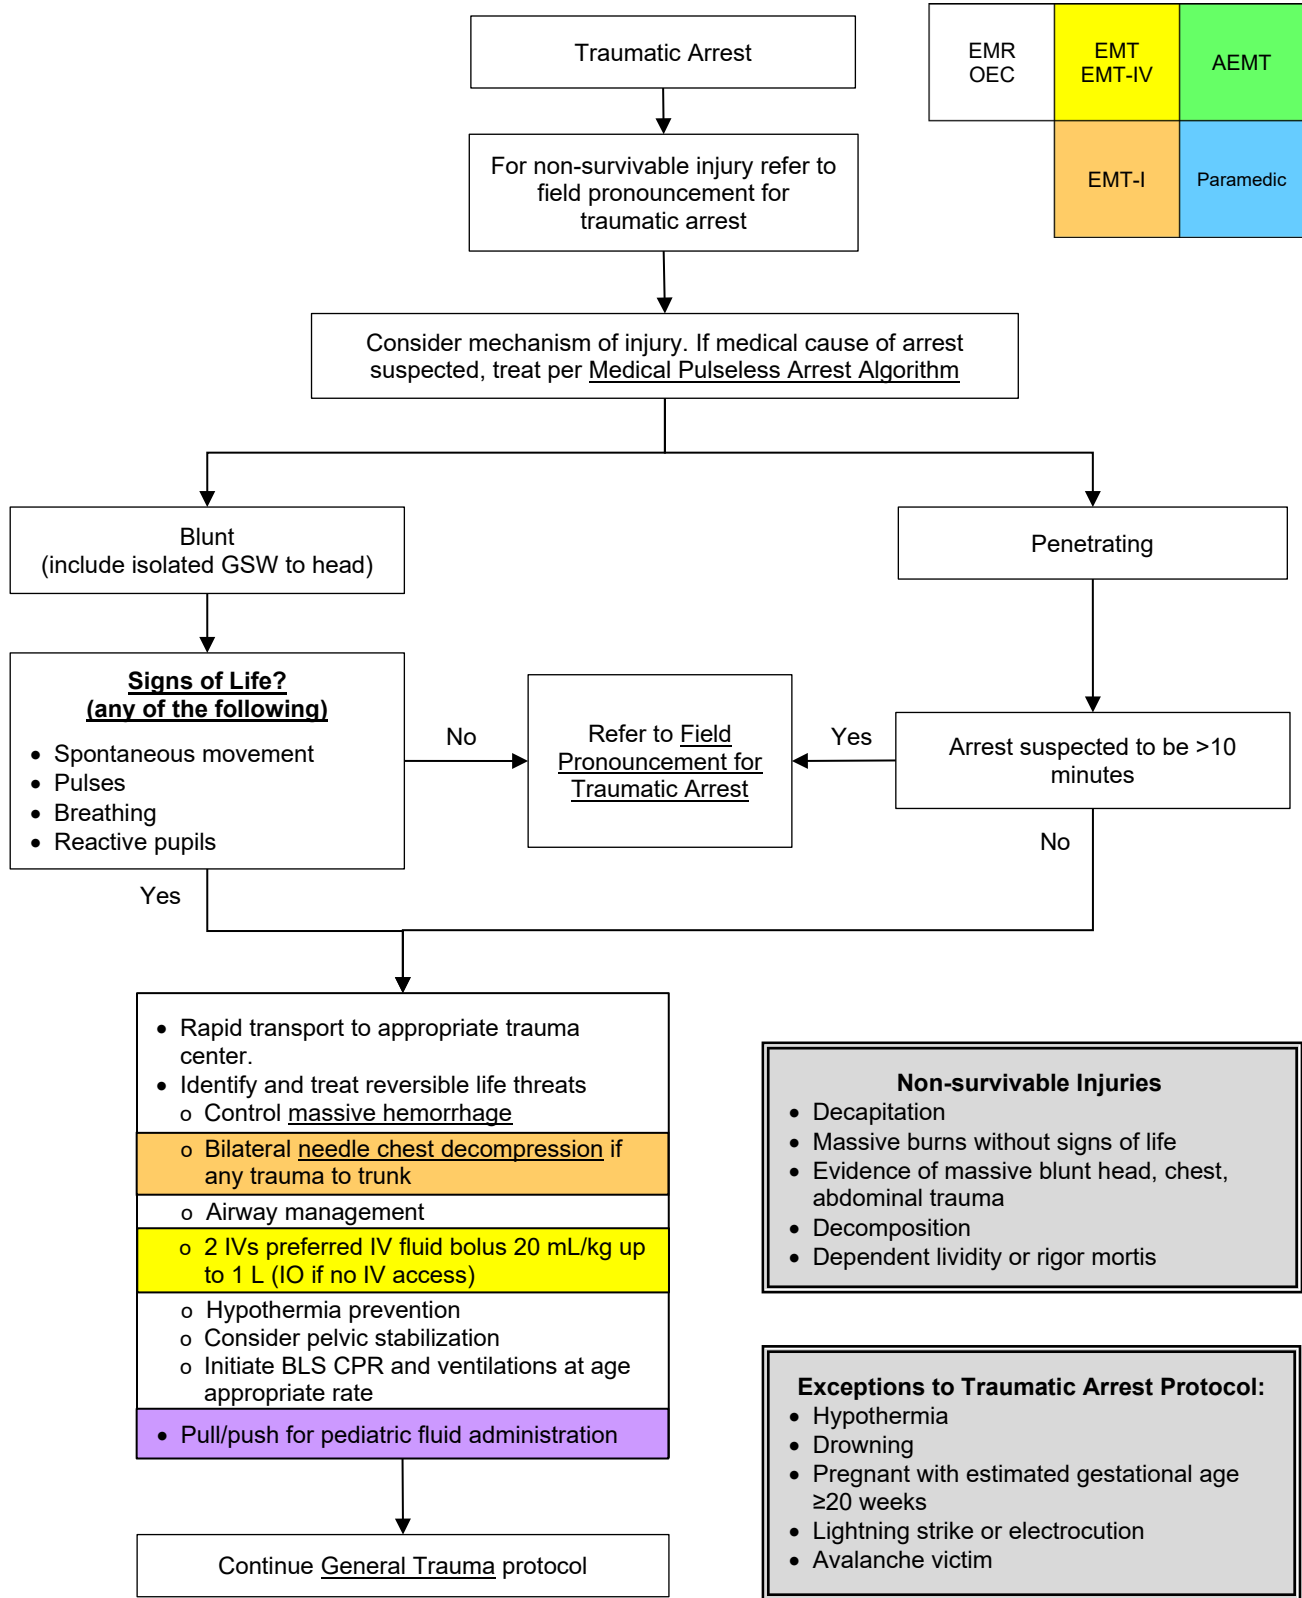 Traumatic Arrest
EMR
OEC
EMT
EMT-IV
AEMT
EMT-I
Paramedic
For non-survivable injury refer to
field pronouncement for
traumatic arrest
Consider mechanism of injury. If medical cause of arrest
suspected, treat per Medical Pulseless Arrest Algorithm
Blunt
(include isolated GSW to head)
Penetrating
Signs of Life?
(any of the following)
• Spontaneous movement
• Pulses
• Breathing
• Reactive pupils
No
Refer to Field
Pronouncement for
Traumatic Arrest
Yes
Arrest suspected to be >10
minutes
Yes
No
• Rapid transport to appropriate trauma
center.
• Identify and treat reversible life threats
o Control massive hemorrhage
o Bilateral needle chest decompression if
any trauma to trunk
o Airway management
o 2 IVs preferred IV fluid bolus 20 mL/kg up
to 1 L (IO if no IV access)
o Hypothermia prevention
o Consider pelvic stabilization
o Initiate BLS CPR and ventilations at age
appropriate rate
• Pull/push for pediatric fluid administration
Continue General Trauma protocol
Non-survivable Injuries
• Decapitation
• Massive burns without signs of life
• Evidence of massive blunt head, chest,
abdominal trauma
• Decomposition
• Dependent lividity or rigor mortis
Exceptions to Traumatic Arrest Protocol:
• Hypothermia
• Drowning
• Pregnant with estimated gestational age
≥20 weeks
• Lightning strike or electrocution
• Avalanche victim